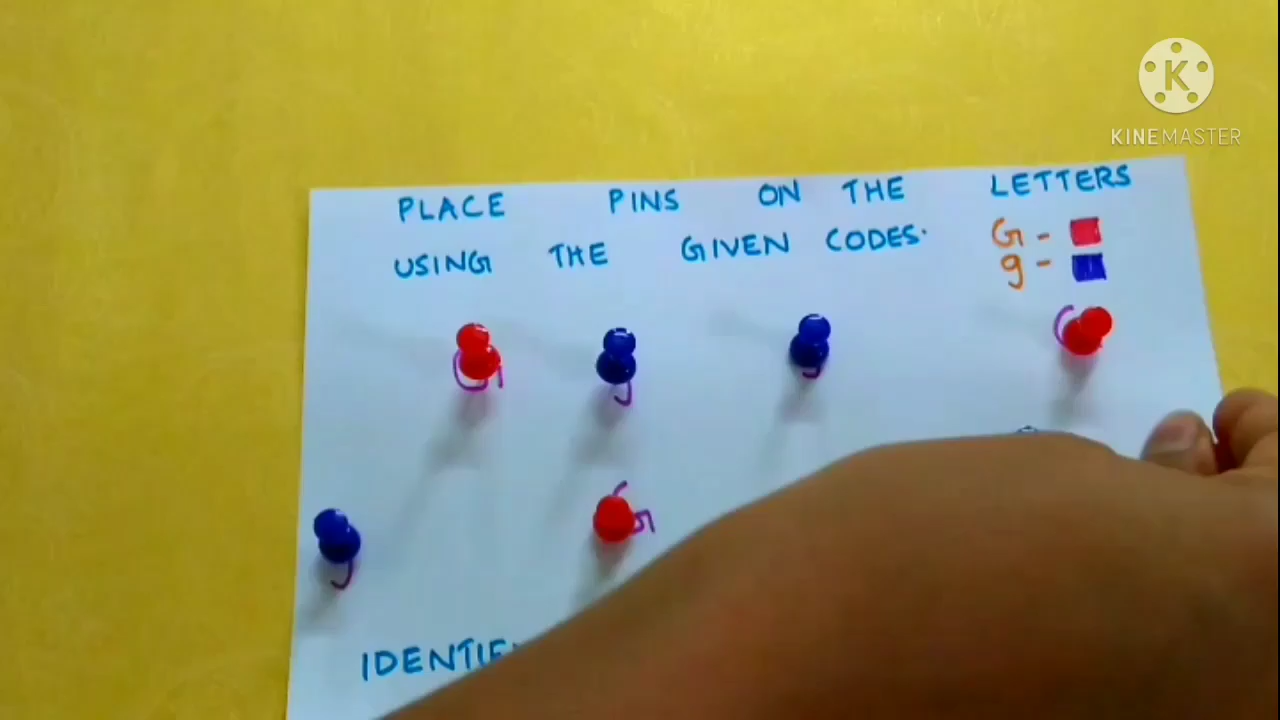 KINEMASTER
PLACE PINS ON THE LETTERS
USING THE GIVEN CODES.
G -
g -
G g g G
g G